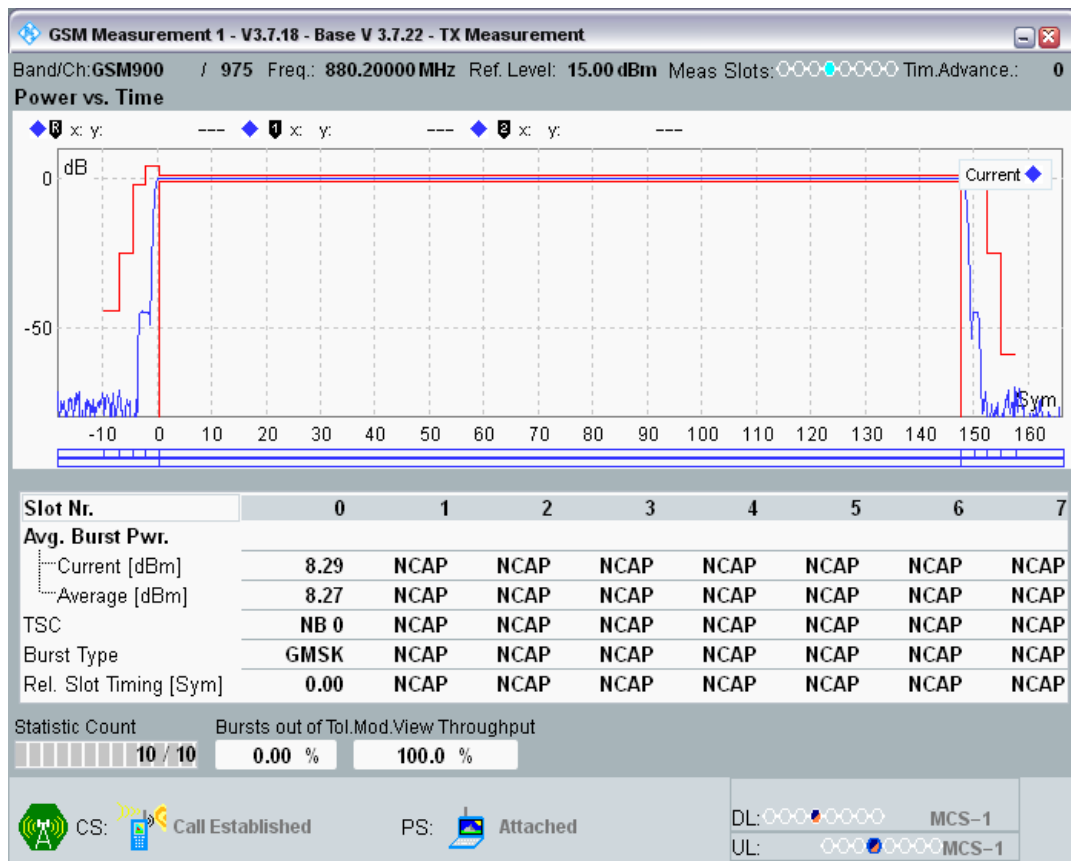 GSM Measurement 1 - V3.7.18 - Base V 3.7.22 - TX Measurement
Band/Ch:GSM900 / 975 Freq.: 880.20000 MHz Ref. Level: 15.00 dBm Meas Slots: Tim.Advance.: 0
Power vs. Time
R x: y: --- 1 x: y: --- 2 x: y: ---
dB
Current
0
-50
Sym
-10 0 10 20 30 40 50 60 70 80 90 100 110 120 130 140 150 160
Slot Nr. 0 1 2 3 4 5 6 7
Avg. Burst Pwr.
Current [dBm] 8.29 NCAP NCAP NCAP NCAP NCAP NCAP NCAP
Average [dBm] 8.27 NCAP NCAP NCAP NCAP NCAP NCAP NCAP
TSC NB 0 NCAP NCAP NCAP NCAP NCAP NCAP NCAP
Burst Type GMSK NCAP NCAP NCAP NCAP NCAP NCAP NCAP
Rel. Slot Timing [Sym] 0.00 NCAP NCAP NCAP NCAP NCAP NCAP NCAP
Statistic Count Bursts out of Tol.Mod.View Throughput
10 / 10 0.00 % 100.0 %
CS: Call Established PS: Attached DL: MCS-1
UL: MCS-1